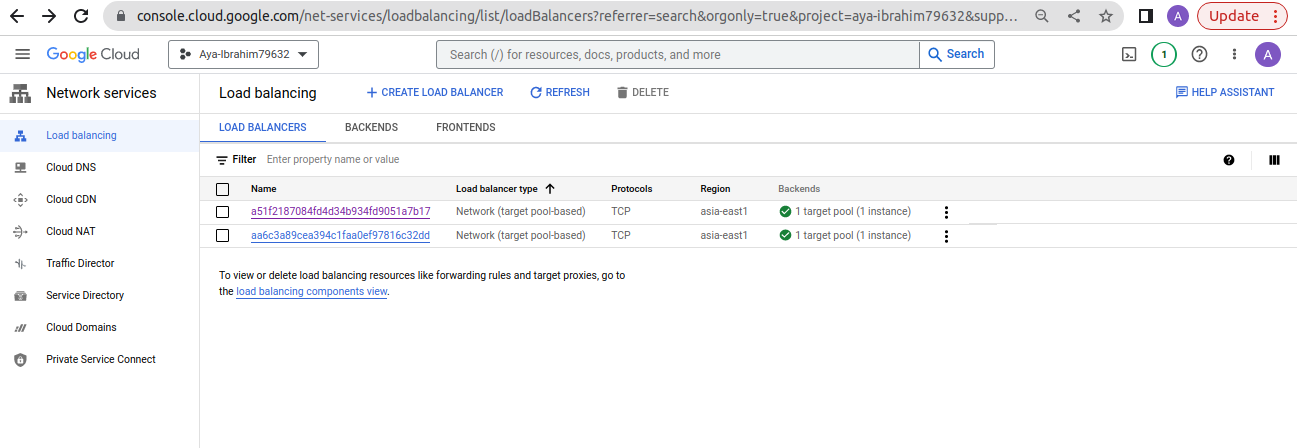 console.cloud.google.com/net-services/loadbalancing/list/loadBalancers?referrer=search&orgonly=true&project=aya-ibrahim79632&supp...
A
Update
Google Cloud
Aya-Ibrahim79632
Search (/) for resources, docs, products, and more
Search
1
A
Network services
Load balancing
CREATE LOAD BALANCER
REFRESH
DELETE
HELP ASSISTANT
Load balancing
Cloud DNS
Cloud CDN
Cloud NAT
Traffic Director
Service Directory
Cloud Domains
Private Service Connect
LOAD BALANCERS BACKENDS FRONTENDS
Filter Enter property name or value
Name Load balancer type Protocols Region Backends
a51f2187084fd4d34b934fd9051a7b17 Network (target pool-based) TCP asia-east1 1 target pool (1 instance)
aa6c3a89cea394c1faa0ef97816c32dd Network (target pool-based) TCP asia-east1 1 target pool (1 instance)
To view or delete load balancing resources like forwarding rules and target proxies, go to
the load balancing components view.